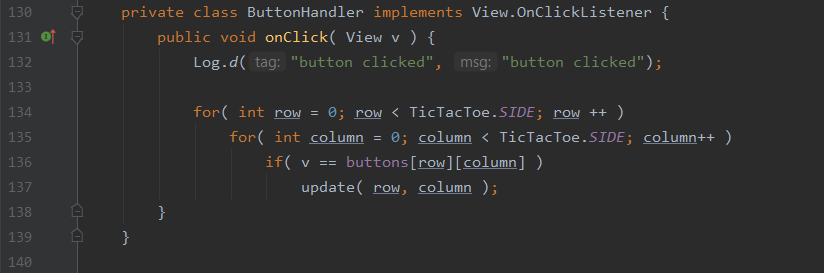 130 private class ButtonHandler implements View.OnClickListener {
131 public void onClick( View v ) {
132 Log.d( tag: "button clicked", msg: "button clicked");
133
134 for( int row = 0; row < TicTacToe.SIDE; row ++ )
135 for( int column = 0; column < TicTacToe.SIDE; column++ )
136 if( v == buttons[row][column] )
137 update( row, column );
138 }
139 }
140